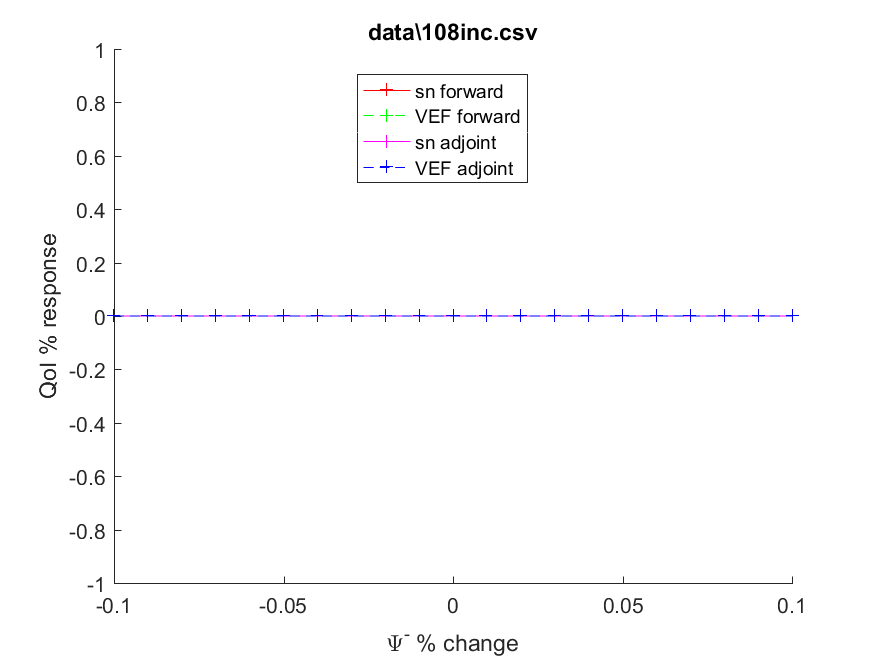 data\108inc.csv
1
0.8
0.6
0.4
0.2
0
-0.2
-0.4
-0.6
-0.8
-1
sn forward
VEF forward
sn adjoint
VEF adjoint
QoI % response
-0.1 -0.05 0 0.05 0.1
Ψ- % change